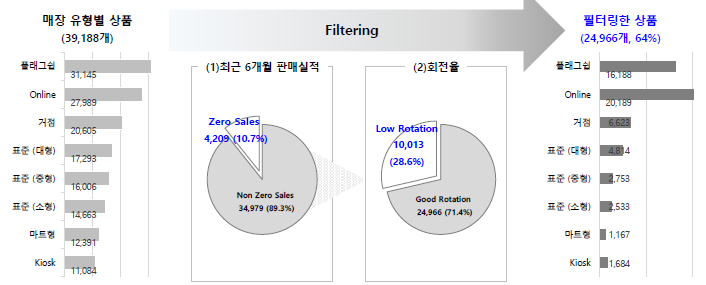 매장 유형별 상품
(39,188개)
플래그쉽
31,145
Online
27,989
거점
20,605
표준 (대형)
17,293
표준 (중형)
16,006
표준 (소형)
14,663
마트형
12,391
Kiosk
11,084
Filtering
(1)최근 6개월 판매실적
Zero Sales
4,209 (10.7%)
Non Zero Sales
34,979 (89.3%)
(2)회전율
Low Rotation
10,013
(28.6%)
Good Rotation
24,966 (71.4%)
필터링한 상품
(24,966개, 64%)
플래그쉽
16,188
Online
20,189
거점
6,623
표준 (대형)
4,814
표준 (중형)
2,753
표준 (소형)
2,533
마트형
1,167
Kiosk
1,684